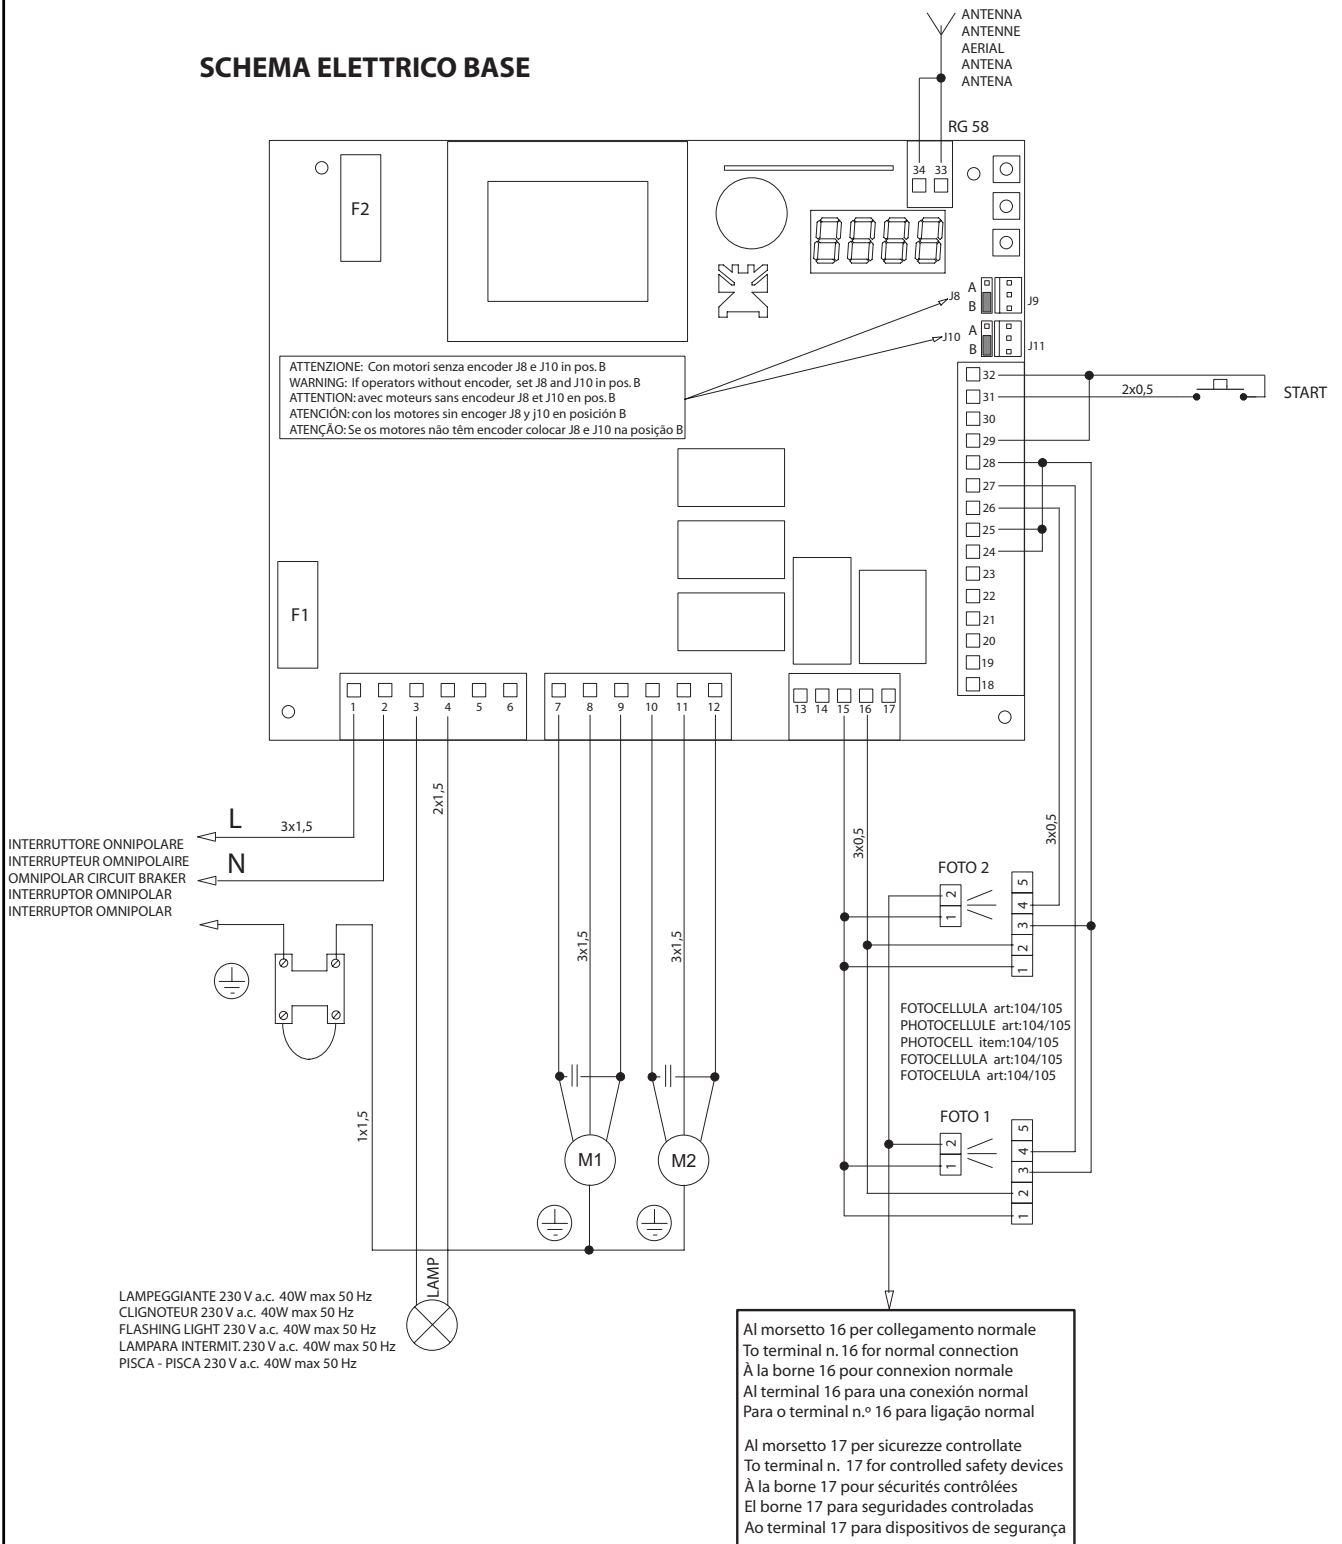 ANTENNA
ANTENNE
AERIAL
ANTENA
ANTENA
SCHEMA ELETTRICO BASE
RG 58
34 33
F2
J8
A
B
J9
J10
A
B
J11
ATTENZIONE: Con motori senza encoder J8 e J10 in pos. B
WARNING: If operators without encoder, set J8 and J10 in pos. B
ATTENTION: avec moteurs sans encodeur J8 et J10 en pos. B
ATENCIÓN: con los motores sin encoger J8 y j10 en posición B
ATENÇÃO: Se os motores não têm encoder colocar J8 e J10 na posição B
32
31
30
29
28
27
26
25
24
23
22
21
20
19
18
2x0,5
START
F1
1 2 3 4 5 6
7 8 9 10 11 12
13 14 15 16 17
L
3x1,5
N
2x1,5
INTERRUTTORE ONNIPOLARE
INTERRUPTEUR OMNIPOLAIRE
OMNIPOLAR CIRCUIT BRAKER
INTERRUPTOR OMNIPOLAR
INTERRUPTOR OMNIPOLAR
3x1,5
3x1,5
3x0,5
3x0,5
FOTO 2
2
1
5
4
3
2
1
FOTOCELLULA art:104/105
PHOTOCELLULE art:104/105
PHOTOCELL item:104/105
FOTOCELLULA art:104/105
FOTOCELULA art:104/105
1x1,5
M1
M2
FOTO 1
2
1
5
4
3
2
1
LAMP
LAMPEGGIANTE 230 V a.c. 40W max 50 Hz
CLIGNOTEUR 230 V a.c. 40W max 50 Hz
FLASHING LIGHT 230 V a.c. 40W max 50 Hz
LAMPARA INTERMIT. 230 V a.c. 40W max 50 Hz
PISCA - PISCA 230 V a.c. 40W max 50 Hz
Al morsetto 16 per collegamento normale
To terminal n. 16 for normal connection
À la borne 16 pour connexion normale
Al terminal 16 para una conexión normal
Para o terminal n.º 16 para ligação normal
Al morsetto 17 per sicurezze controllate
To terminal n. 17 for controlled safety devices
À la borne 17 pour sécurités contrôlées
El borne 17 para seguridades controladas
Ao terminal 17 para dispositivos de segurança